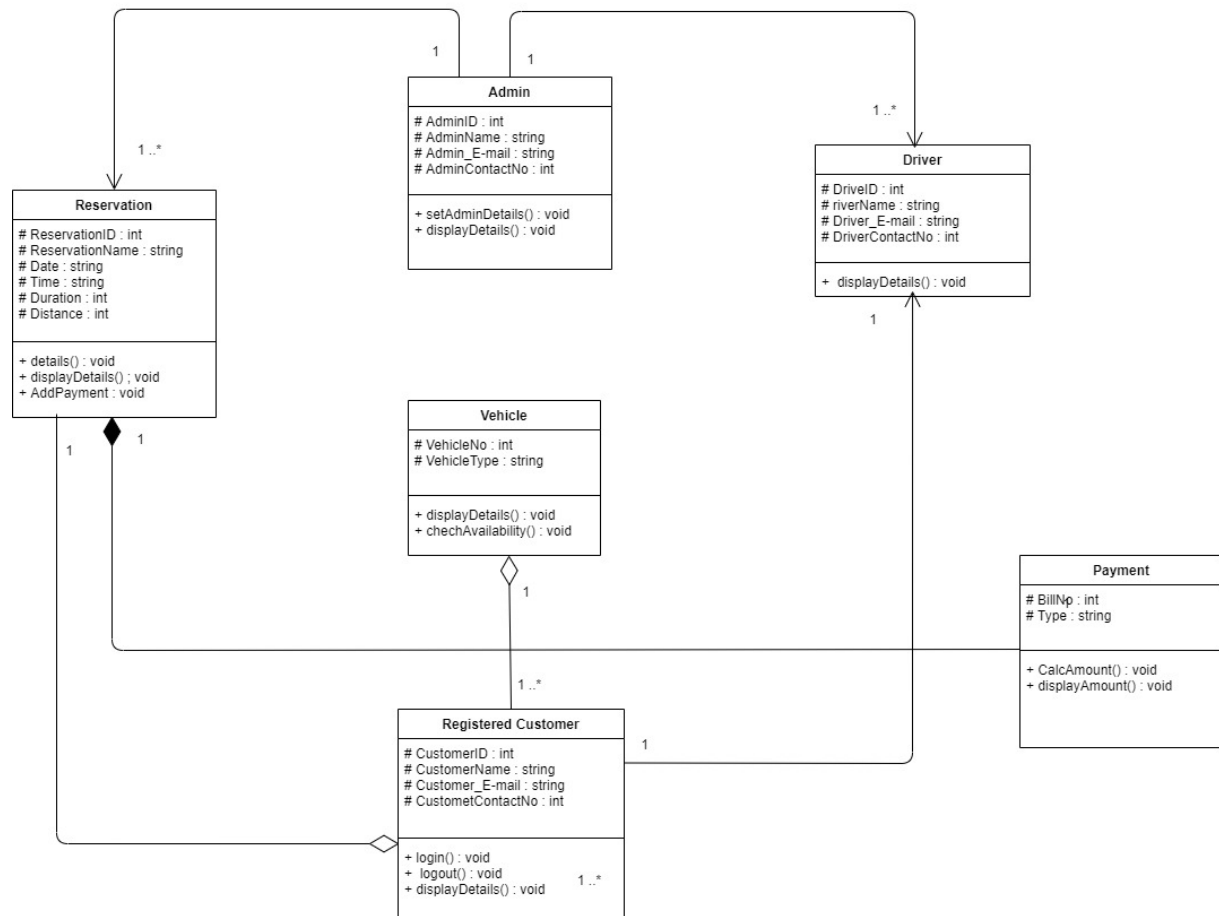 1
1
Admin
# AdminID : int
# AdminName : string
# Admin_E-mail : string
# AdminContactNo : int
+ setAdminDetails() : void
+ displayDetails() : void
1 ..*
1 ..*
Driver
# DriveID : int
# riverName : string
# Driver_E-mail : string
# DriverContactNo : int
+ displayDetails() : void
1
Reservation
# ReservationID : int
# ReservationName : string
# Date : string
# Time : string
# Duration : int
# Distance : int
+ details() : void
+ displayDetails() ; void
+ AddPayment : void
1
1
Vehicle
# VehicleNo : int
# VehicleType : string
+ displayDetails() : void
+ chechAvailability() : void
1
1 ..*
Payment
# BillNo : int
# Type : string
+ CalcAmount() : void
+ displayAmount() : void
Registered Customer
# CustomerID : int
# CustomerName : string
# Customer_E-mail : string
# CustometContactNo : int
+ login() : void
+ logout() : void
+ displayDetails() : void
1 ..*
1